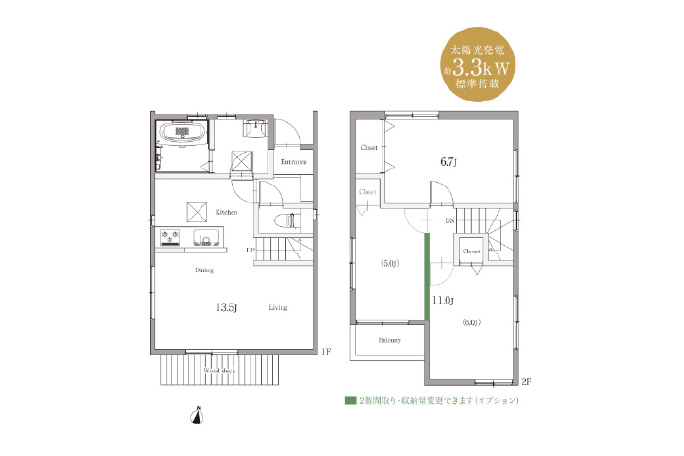 太陽光発電
約3.3kW
標準搭載
Entrance
Kitchen
UP
Dining
13.5J
Living
1F
Wood deck
Closet
6.7J
Closet
DN
Closet
(5.0J)
11.0J
(6.0J)
Balcony
2F
2階間取り・収納量変更できます(オプション)
N